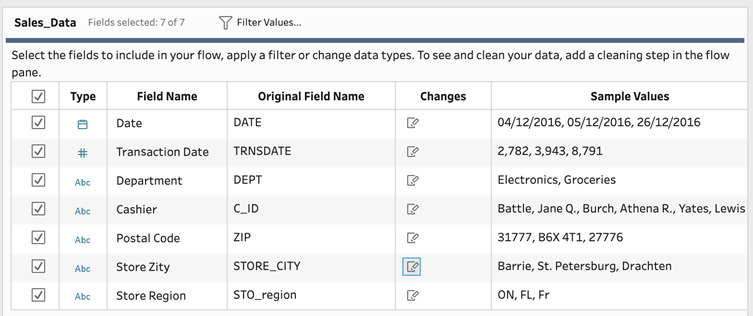 Sales_Data Fields selected: 7 of 7 Filter Values...
Select the fields to include in your flow, apply a filter or change data types. To see and clean your data, add a cleaning step in the flow
pane.
Type Field Name Original Field Name Changes Sample Values
Date DATE 04/12/2016, 05/12/2016, 26/12/2016
# Transaction Date TRNSDATE 2,782, 3,943, 8,791
Abc Department DEPT Electronics, Groceries
Abc Cashier C_ID Battle, Jane Q., Burch, Athena R., Yates, Lewis
Abc Postal Code ZIP 31777, B6X 4T1, 27776
Abc Store Zity STORE_CITY Barrie, St. Petersburg, Drachten
Abc Store Region STO_region ON, FL, Fr